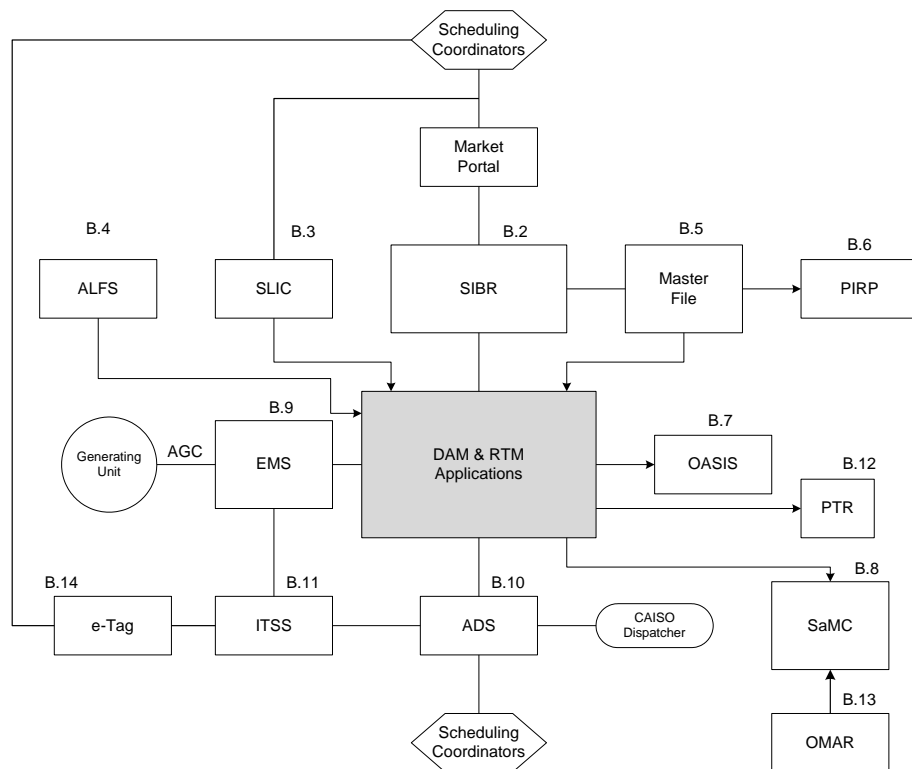 Scheduling
Coordinators
Market
Portal
B.4
B.3
B.2
B.5
B.6
ALFS
SLIC
SIBR
Master
File
PIRP
B.9
B.7
Generating
Unit
AGC
EMS
DAM & RTM
Applications
OASIS
B.12
PTR
B.14
B.11
B.10
B.8
e-Tag
ITSS
ADS
CAISO
Dispatcher
SaMC
B.13
Scheduling
Coordinators
OMAR